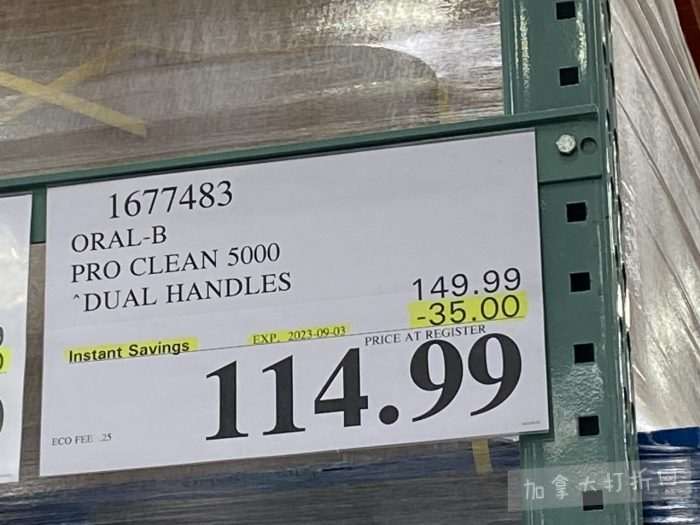 1677483
ORAL-B
PRO CLEAN 5000
^DUAL HANDLES
149.99
-35.00
Instant Savings
EXP. 2023-09-03
PRICE AT REGISTER
114.99
ECO FEE .25
加拿大打折网